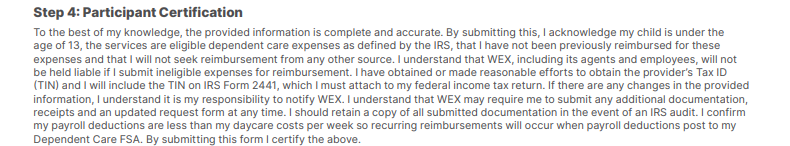 Step 4: Participant Certification
To the best of my knowledge, the provided information is complete and accurate. By submitting this, I acknowledge my child is under the
age of 13, the services are eligible dependent care expenses as defined by the IRS, that I have not been previously reimbursed for these
expenses and that I will not seek reimbursement from any other source. I understand that WEX, including its agents and employees, will not
be held liable if I submit ineligible expenses for reimbursement. I have obtained or made reasonable efforts to obtain the provider's Tax ID
(TIN) and I will include the TIN on IRS Form 2441, which I must attach to my federal income tax return. If there are any changes in the provided
information, I understand it is my responsibility to notify WEX. I understand that WEX may require me to submit any additional documentation,
receipts and an updated request form at any time. I should retain a copy of all submitted documentation in the event of an IRS audit. I confirm
my payroll deductions are less than my daycare costs per week so recurring reimbursements will occur when payroll deductions post to my
Dependent Care FSA. By submitting this form I certify the above.